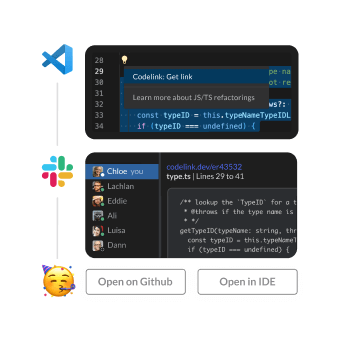 28
29 pe na
30 ot re
Codelink: Get link
Learn more about JS/TS refactorings
31
32 ws?:
33 const typeID = this.typeNameTypeIDL
34 if (typeID === undefined) {
Chloe you
Lachlan
Eddie
Ali
Luisa
Dann
codelink.dev/er43532
type.ts | Lines 29 to 41
/** lookup the `TypeID` for a t
* @throws if the type name is
*/
getTypeID(typeName: string, thr
const typeID = this.typeNameT
if (typeID === undefined) {
Open on Github
Open in IDE